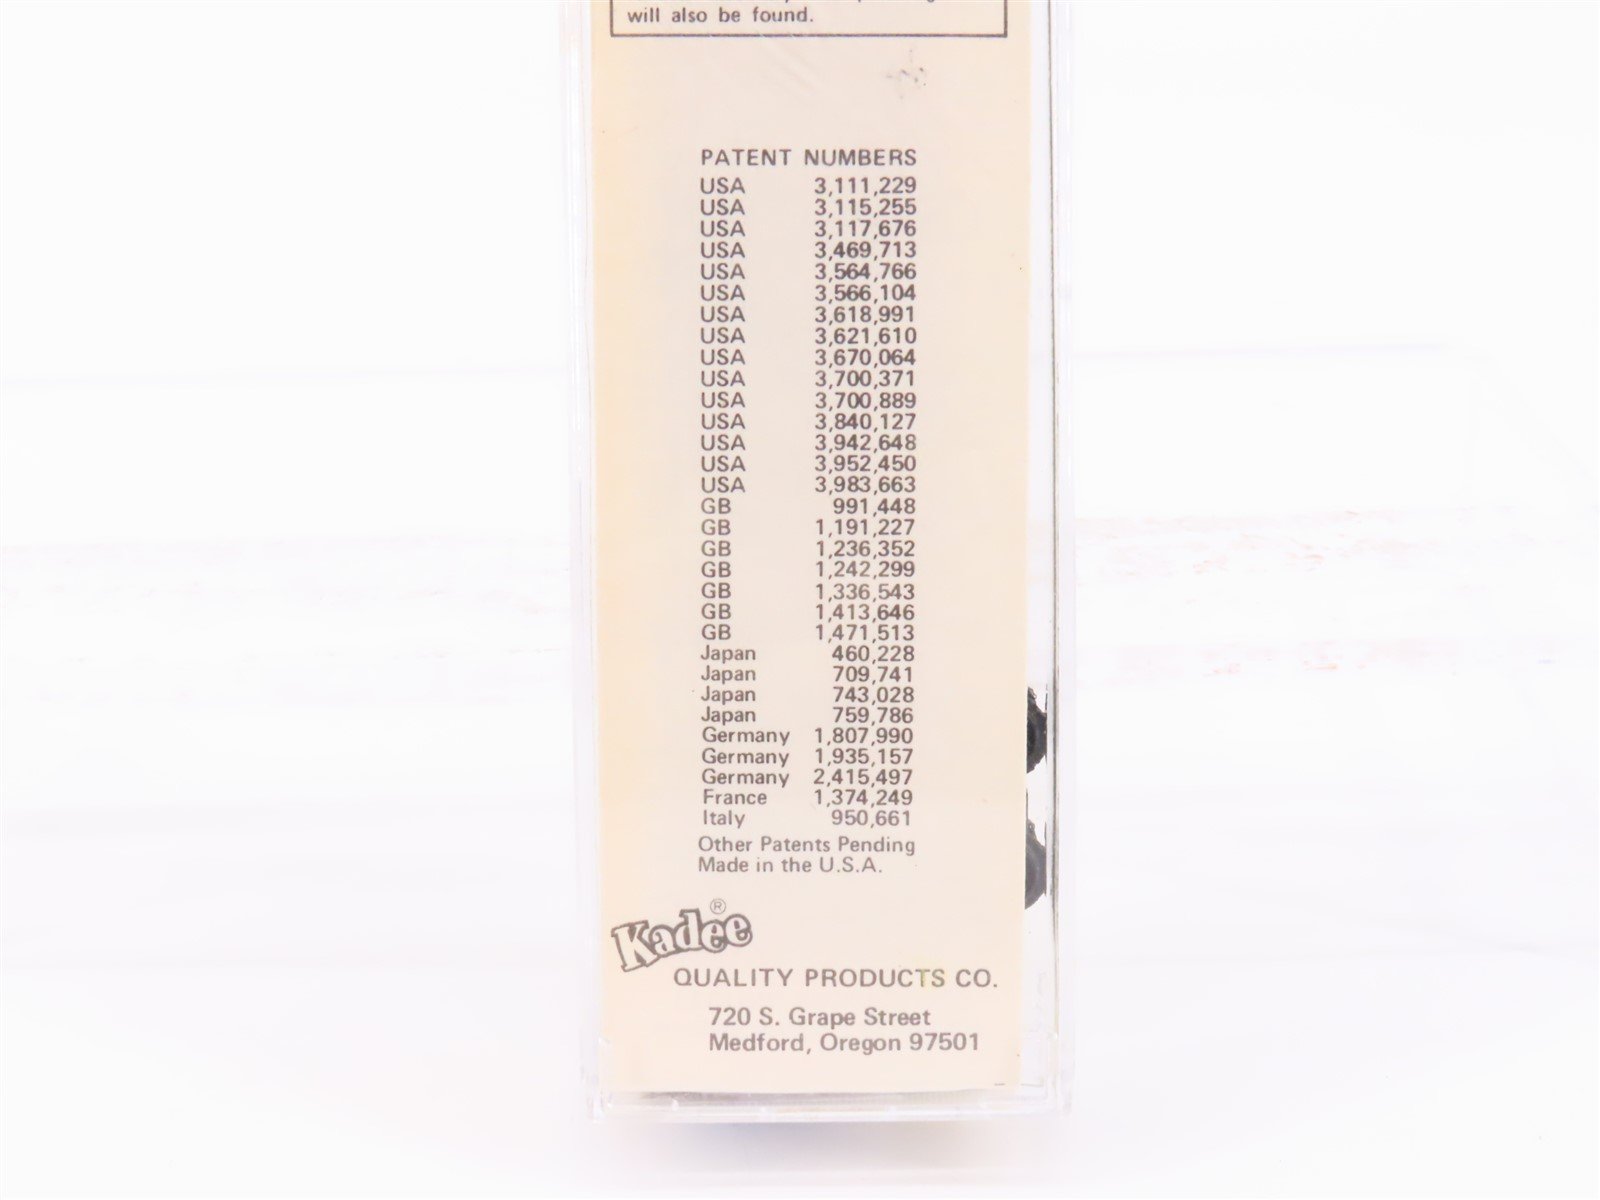 will also be found.
PATENT NUMBERS
USA 3,111,229
USA 3,115,255
USA 3,117,676
USA 3,469,713
USA 3,564,766
USA 3,566,104
USA 3,618,991
USA 3,621,610
USA 3,670,064
USA 3,700,371
USA 3,700,889
USA 3,840,127
USA 3,942,648
USA 3,952,450
USA 3,983,663
GB 991,448
GB 1,191,227
GB 1,236,352
GB 1,242,299
GB 1,336,543
GB 1,413,646
GB 1,471,513
Japan 460,228
Japan 709,741
Japan 743,028
Japan 759,786
Germany 1,807,990
Germany 1,935,157
Germany 2,415,497
France 1,374,249
Italy 950,661
Other Patents Pending
Made in the U.S.A.
Kadee®
QUALITY PRODUCTS CO.
720 S. Grape Street
Medford, Oregon 97501